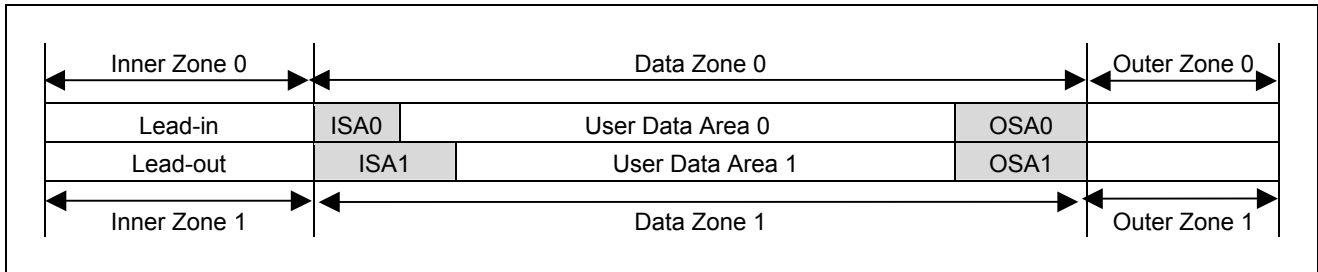 Inner Zone 0 Data Zone 0 Outer Zone 0
Lead-in ISA0 User Data Area 0 OSA0
Lead-out ISA1 User Data Area 1 OSA1
Inner Zone 1 Data Zone 1 Outer Zone 1